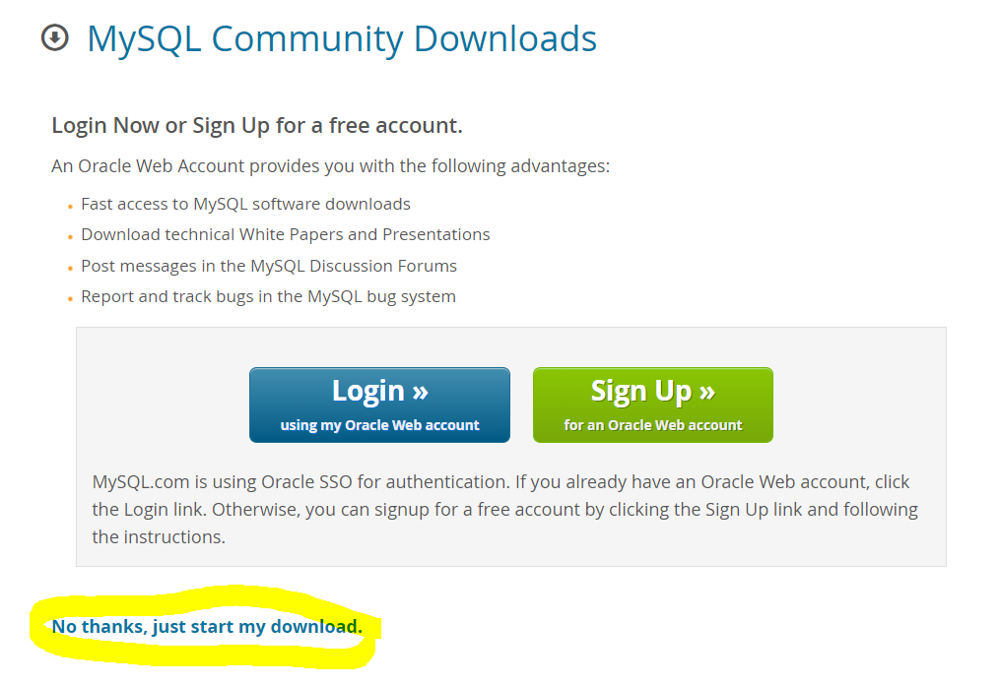 MySQL Community Downloads
Login Now or Sign Up for a free account.
An Oracle Web Account provides you with the following advantages:
Fast access to MySQL software downloads
Download technical White Papers and Presentations
Post messages in the MySQL Discussion Forums
Report and track bugs in the MySQL bug system
Login »
using my Oracle Web account
Sign Up »
for an Oracle Web account
MySQL.com is using Oracle SSO for authentication. If you already have an Oracle Web account, click
the Login link. Otherwise, you can signup for a free account by clicking the Sign Up link and following
the instructions.
No thanks, just start my download.